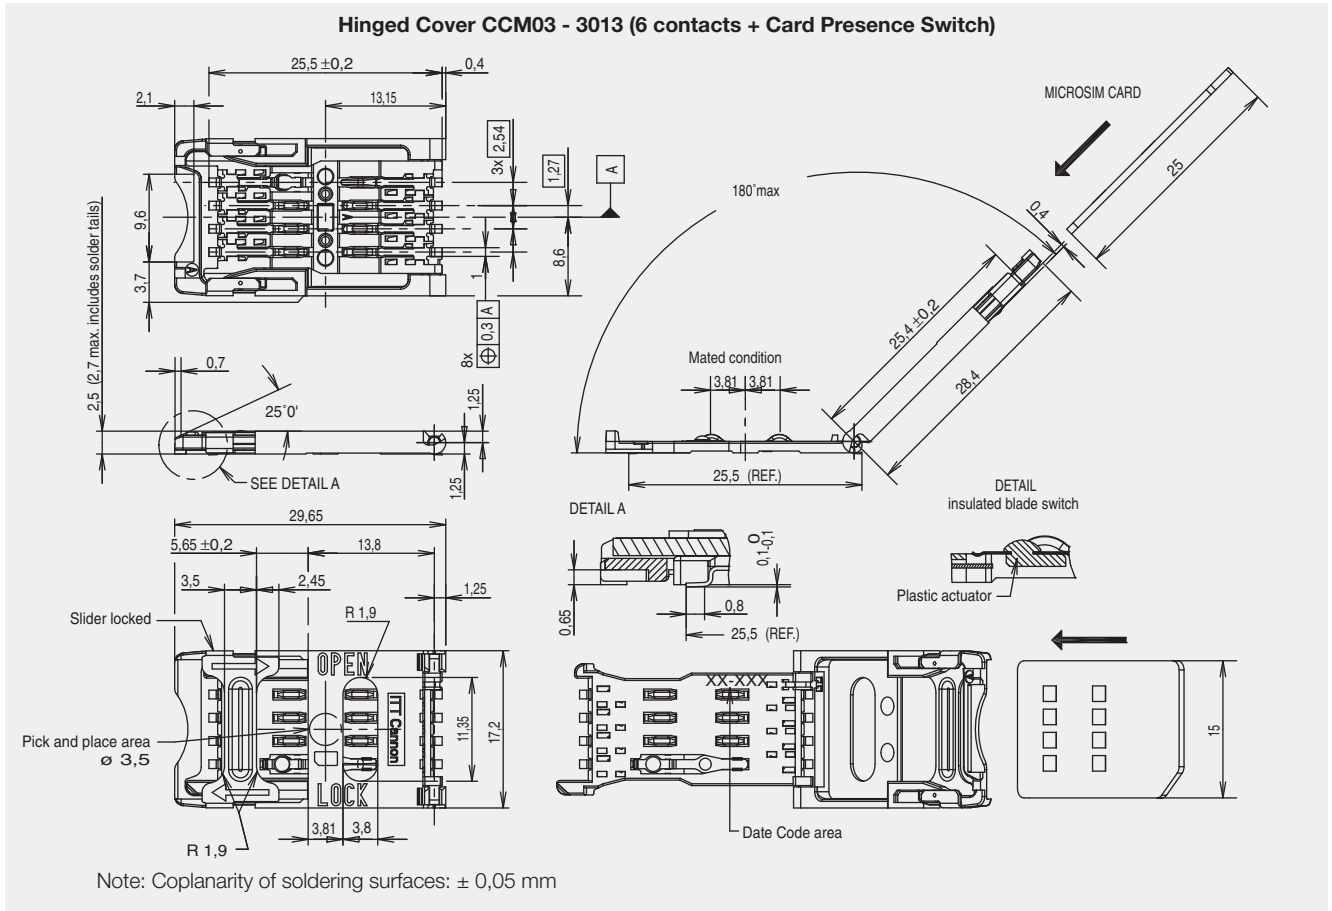 Hinged Cover CCM03 - 3013 (6 contacts + Card Presence Switch)
25,5 ±0,2
0,4
2,1
13,15
3x 2,54
1,27
A
9,6
3,7
8,6
1
8x
0,3 A
A
A
MICROSIM CARD
25
180˚max
0,4
25,4 ±0,2
28,4
Mated condition
3,81
3,81
25,5 (REF.)
2,5 (2,7 max. includes solder tails)
0,7
25˚0'
1,25
1,25
SEE DETAIL A
29,65
5,65 ±0,2
13,8
3,5
2,45
1,25
Slider locked
R 1,9
OPEN
ITT Cannon
11,35
17,2
Pick and place area
ø 3,5
LOCK
3,81
3,8
R 1,9
DETAIL A
0
0,1-0,1
0,65
0,8
25,5 (REF.)
DETAIL
insulated blade switch
Plastic actuator
XX-XXX
15
Date Code area
Note: Coplanarity of soldering surfaces: ± 0,05 mm